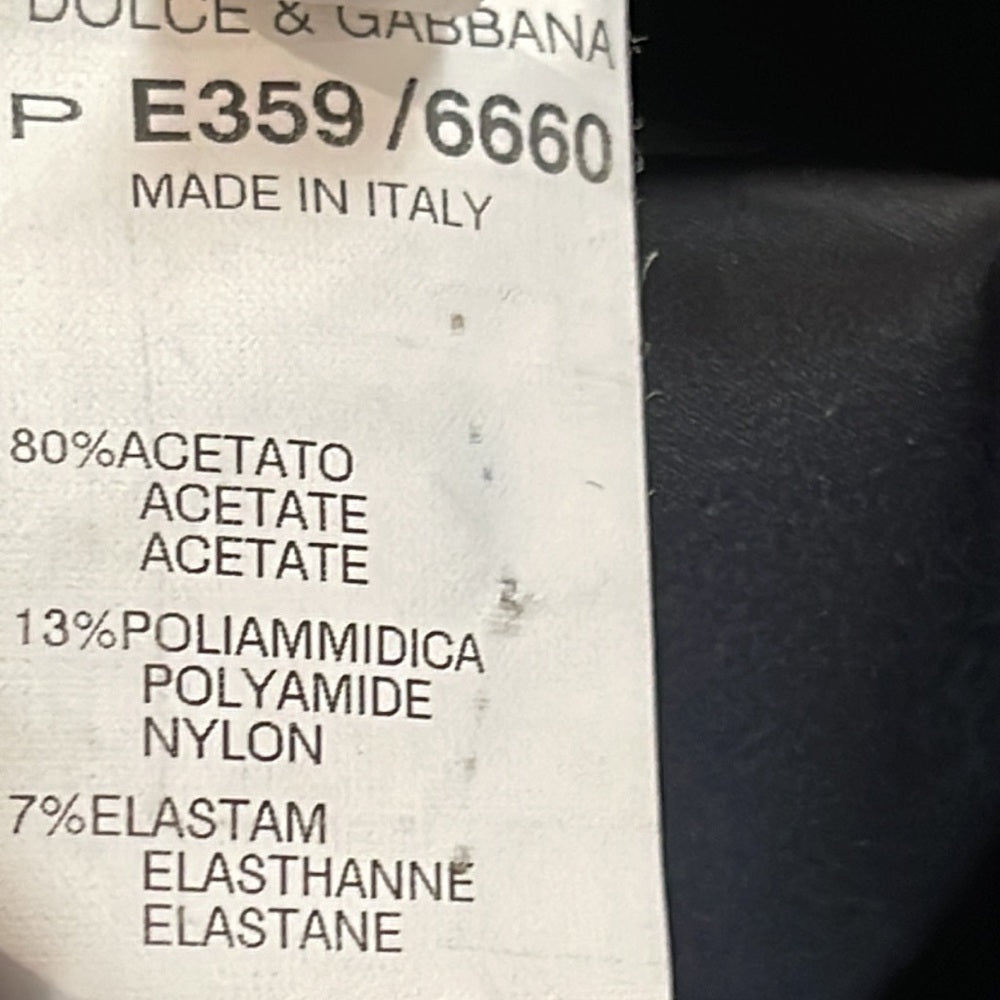 DOLCE & GABBANA
P E359/6660
MADE IN ITALY
80%ACETATO
ACETATE
ACETATE
13%POLIAMMIDICA
POLYAMIDE
NYLON
7%ELASTAM
ELASTHANNE
ELASTANE